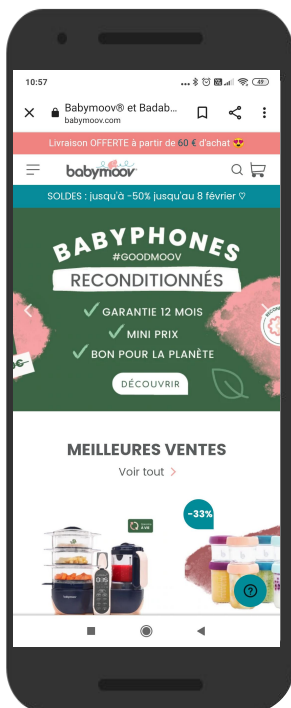 10:57
49
Babymoov® et Badab...
babymoov.com
Livraison OFFERTE à partir de 60 € d'achat 😍
babymoov
SOLDES : jusqu'à -50% jusqu'au 8 février ♡
BABYPHONES
#GOODMOOV
RECONDITIONNÉS
GARANTIE 12 MOIS
MINI PRIX
BON POUR LA PLANÈTE
DÉCOUVRIR
MEILLEURES VENTES
Voir tout >
-33%